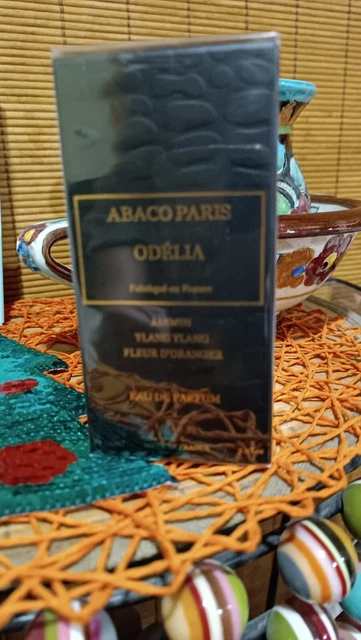 ABACO PARIS
ODÉLIA
Fabriqué en France
JASMIN
YLANG YLANG
FLEUR D'ORANGER
EAU DE PARFUM